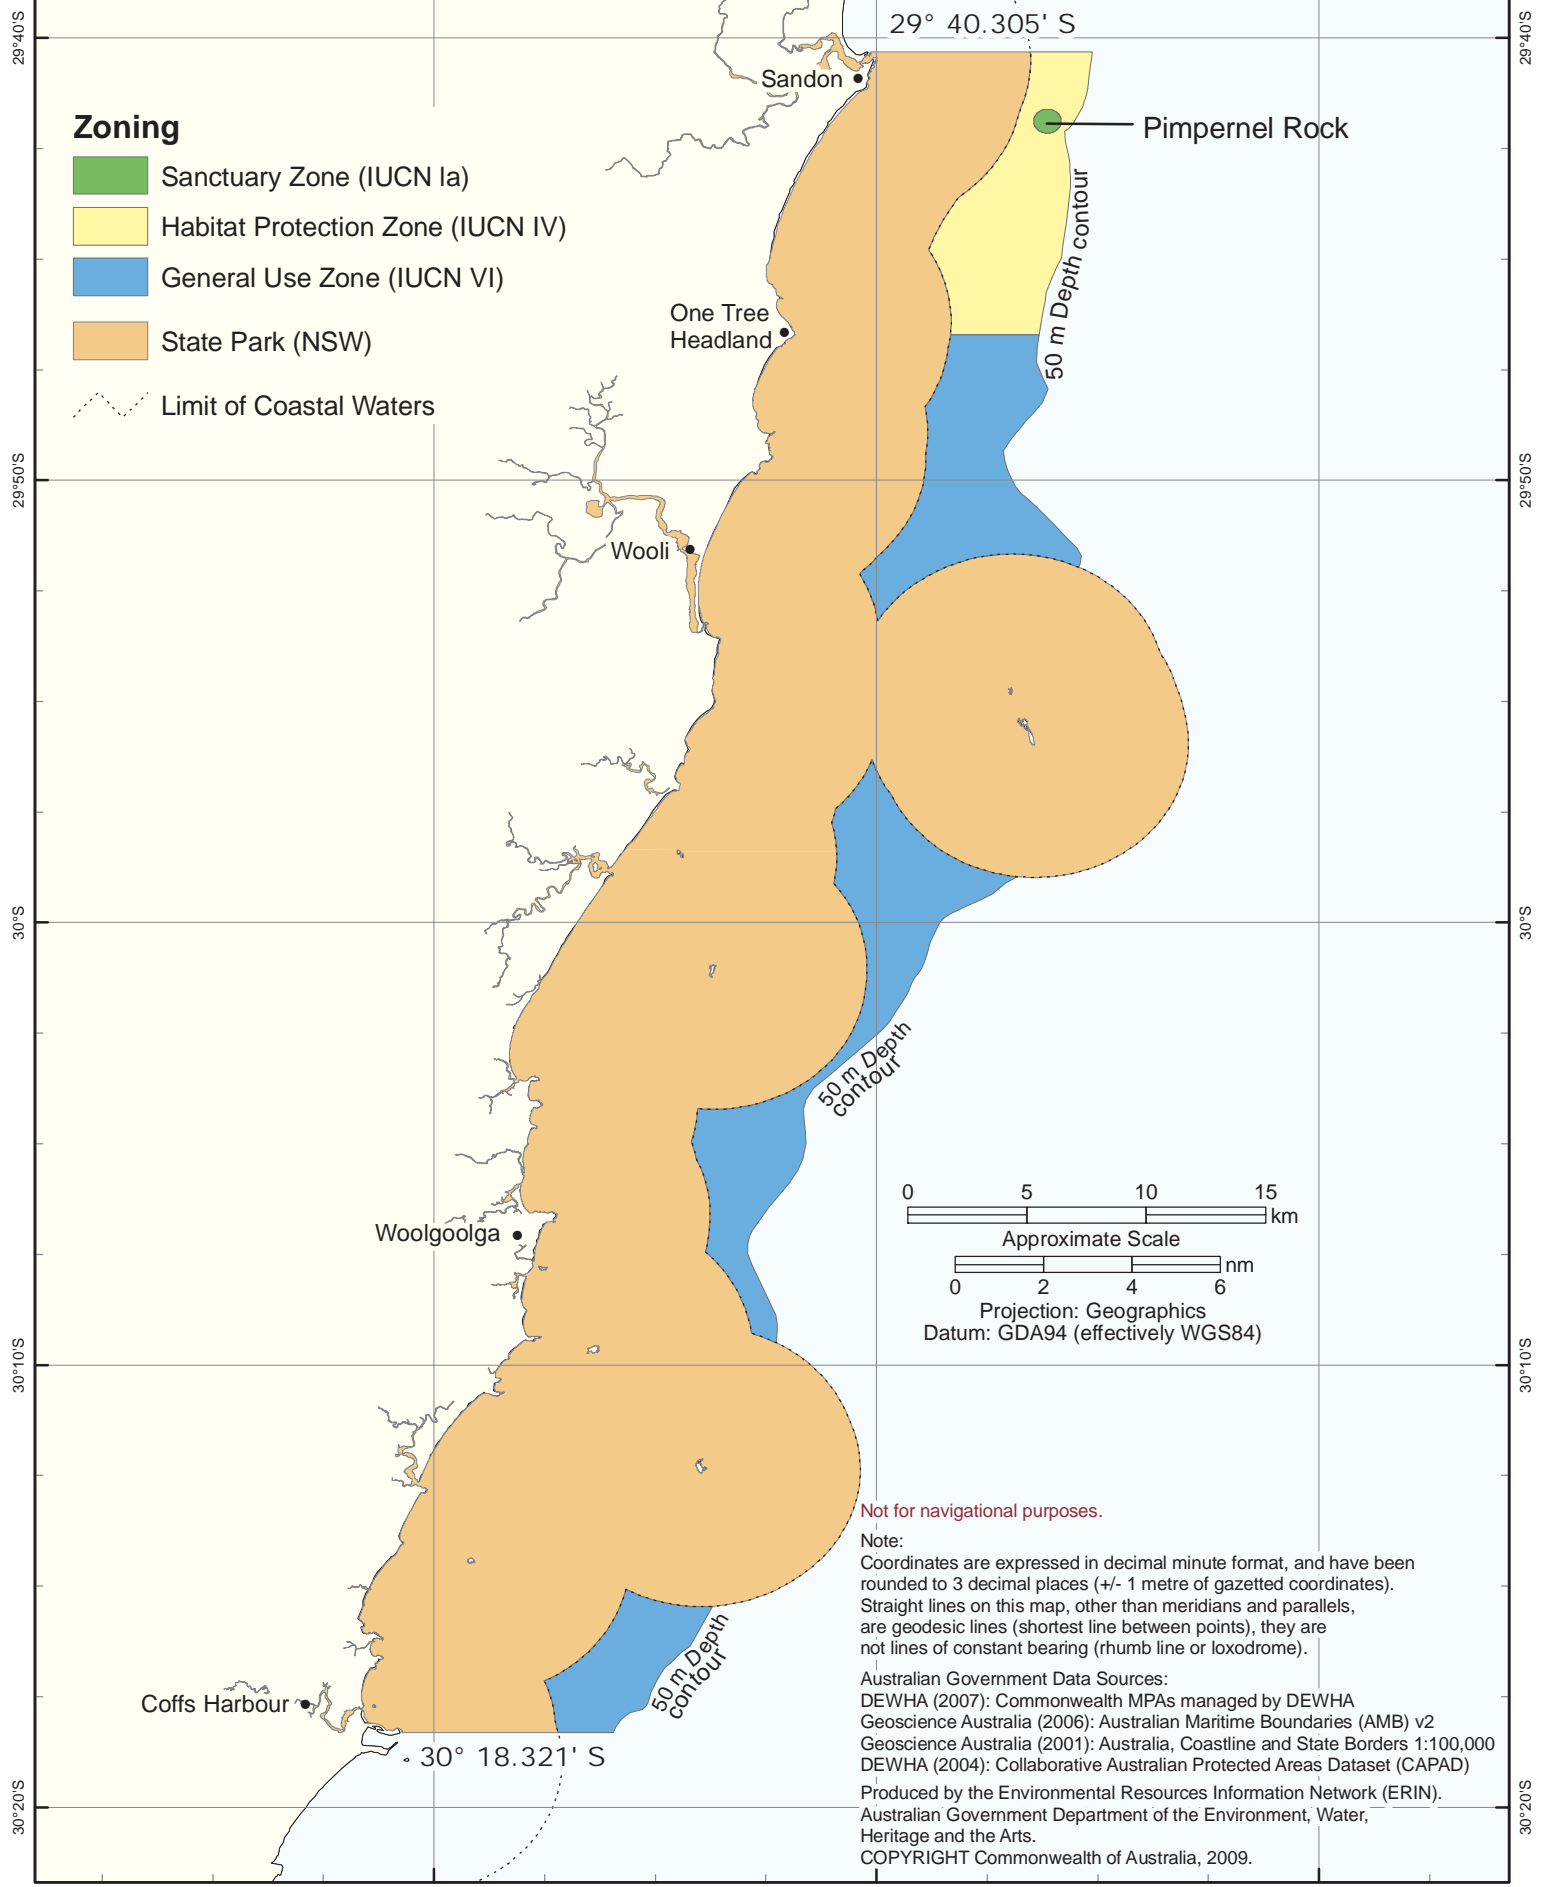 29° 40.305' S
29°40'S
29°40'S
Sandon
Pimpernel Rock
Zoning
Sanctuary Zone (IUCN Ia)
Habitat Protection Zone (IUCN IV)
General Use Zone (IUCN VI)
State Park (NSW)
Limit of Coastal Waters
50 m Depth contour
One Tree
Headland
29°50'S
29°50'S
Wooli
30°S
30°S
50 m Depth
contour
0 5 10 15
km
Approximate Scale
nm
0 2 4 6
Projection: Geographics
Datum: GDA94 (effectively WGS84)
Woolgoolga
30°10'S
30°10'S
Not for navigational purposes.
Note:
Coordinates are expressed in decimal minute format, and have been
rounded to 3 decimal places (+/- 1 metre of gazetted coordinates).
Straight lines on this map, other than meridians and parallels,
are geodesic lines (shortest line between points), they are
not lines of constant bearing (rhumb line or loxodrome).
50 m Depth
contour
Coffs Harbour
30° 18.321' S
Australian Government Data Sources:
DEWHA (2007): Commonwealth MPAs managed by DEWHA
Geoscience Australia (2006): Australian Maritime Boundaries (AMB) v2
Geoscience Australia (2001): Australia, Coastline and State Borders 1:100,000
DEWHA (2004): Collaborative Australian Protected Areas Dataset (CAPAD)
Produced by the Environmental Resources Information Network (ERIN).
Australian Government Department of the Environment, Water,
Heritage and the Arts.
COPYRIGHT Commonwealth of Australia, 2009.
30°20'S
30°20'S